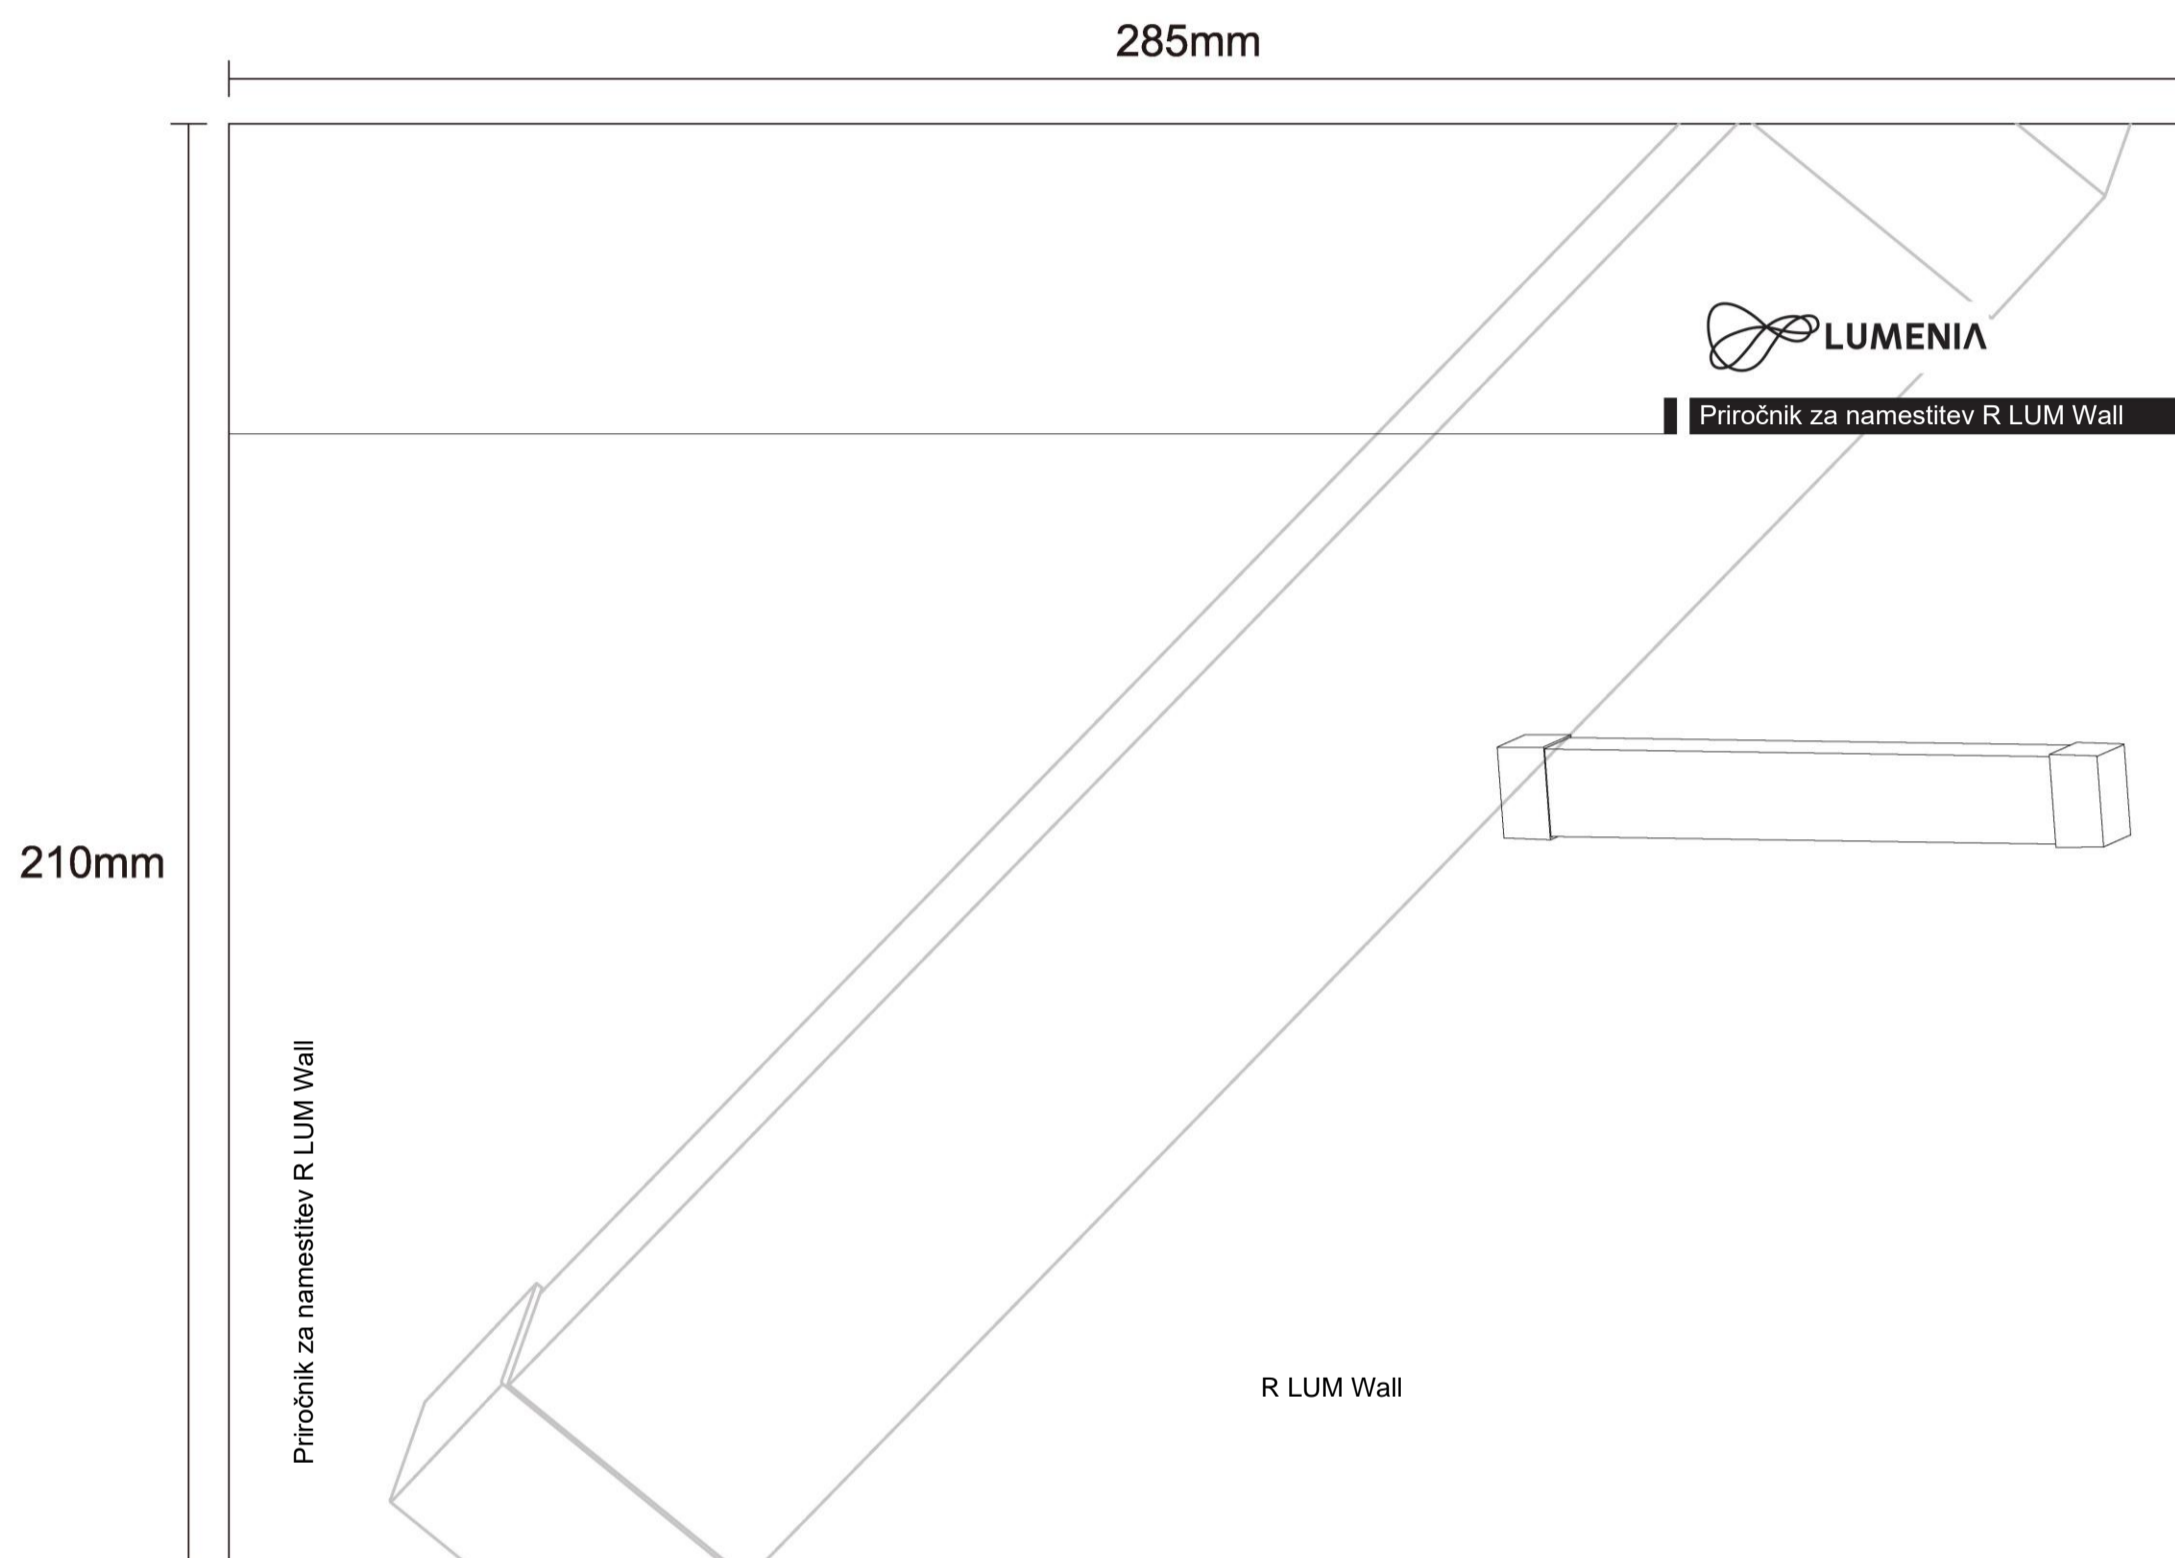 285mm
LUMENIA
Priročnik za namestitev R LUM Wall
210mm
Priročnik za namestitev R LUM Wall
R LUM Wall